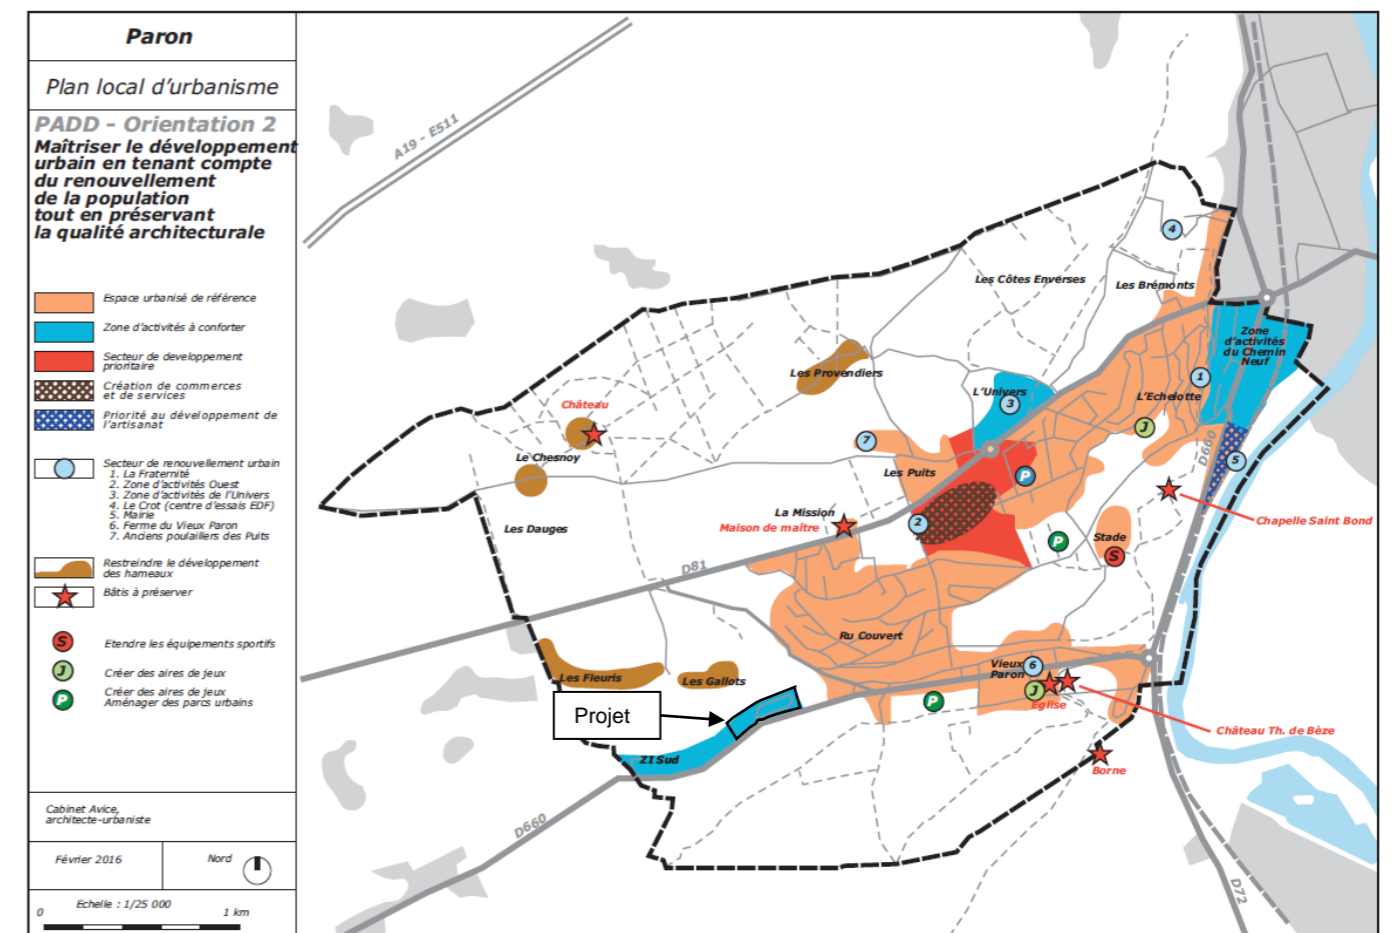 Paron
Plan local d'urbanisme
PADD - Orientation 2
Maîtriser le développement
urbain en tenant compte
du renouvellement
de la population
tout en préservant
la qualité architecturale
Espace urbanisé de référence
Zone d'activités à conforter
Secteur de developpement
prioritaire
Création de commerces
et de services
Priorité au développement de
l'artisanat
Secteur de renouvellement urbain
1. La Fraternité
2. Zone d'activités Ouest
3. Zone d'activités de l'Univers
4. Le Crot (centre d'essais EDF)
5. Mairie
6. Ferme du Vieux Paron
7. Anciens poulaillers des Puits
Restreindre le développement
des hameaux
Bâtis à préserver
S
Etendre les équipements sportifs
J
Créer des aires de jeux
P
Créer des aires de jeux
Aménager des parcs urbains
Cabinet Avice,
architecte-urbaniste
Février 2016
Nord
Echelle : 1/25 000
0
1 km
A19 - E511
4
Les Côtes Enverses
Les Brémonts
Zone
d'activités
du Chemin
Neuf
Les Provendiers
1
L'Univers
3
L'Echelotte
Château
J
7
D660
Le Chesnoy
5
Les Puits
P
La Mission
Maison de maître
2
Chapelle Saint Bond
Les Dauges
Stade
P
S
D81
Ru Couvert
Vieux
Paron
6
Les Fleuris
Les Gallots
J
Eglise
P
Projet
Château Th. de Bèze
ZI Sud
Borne
D660
D72